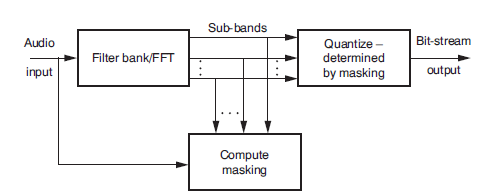 Sub-bands
Audio
input
Filter bank/FFT
Quantize –
determined
by masking
Bit-stream
output
Compute
masking